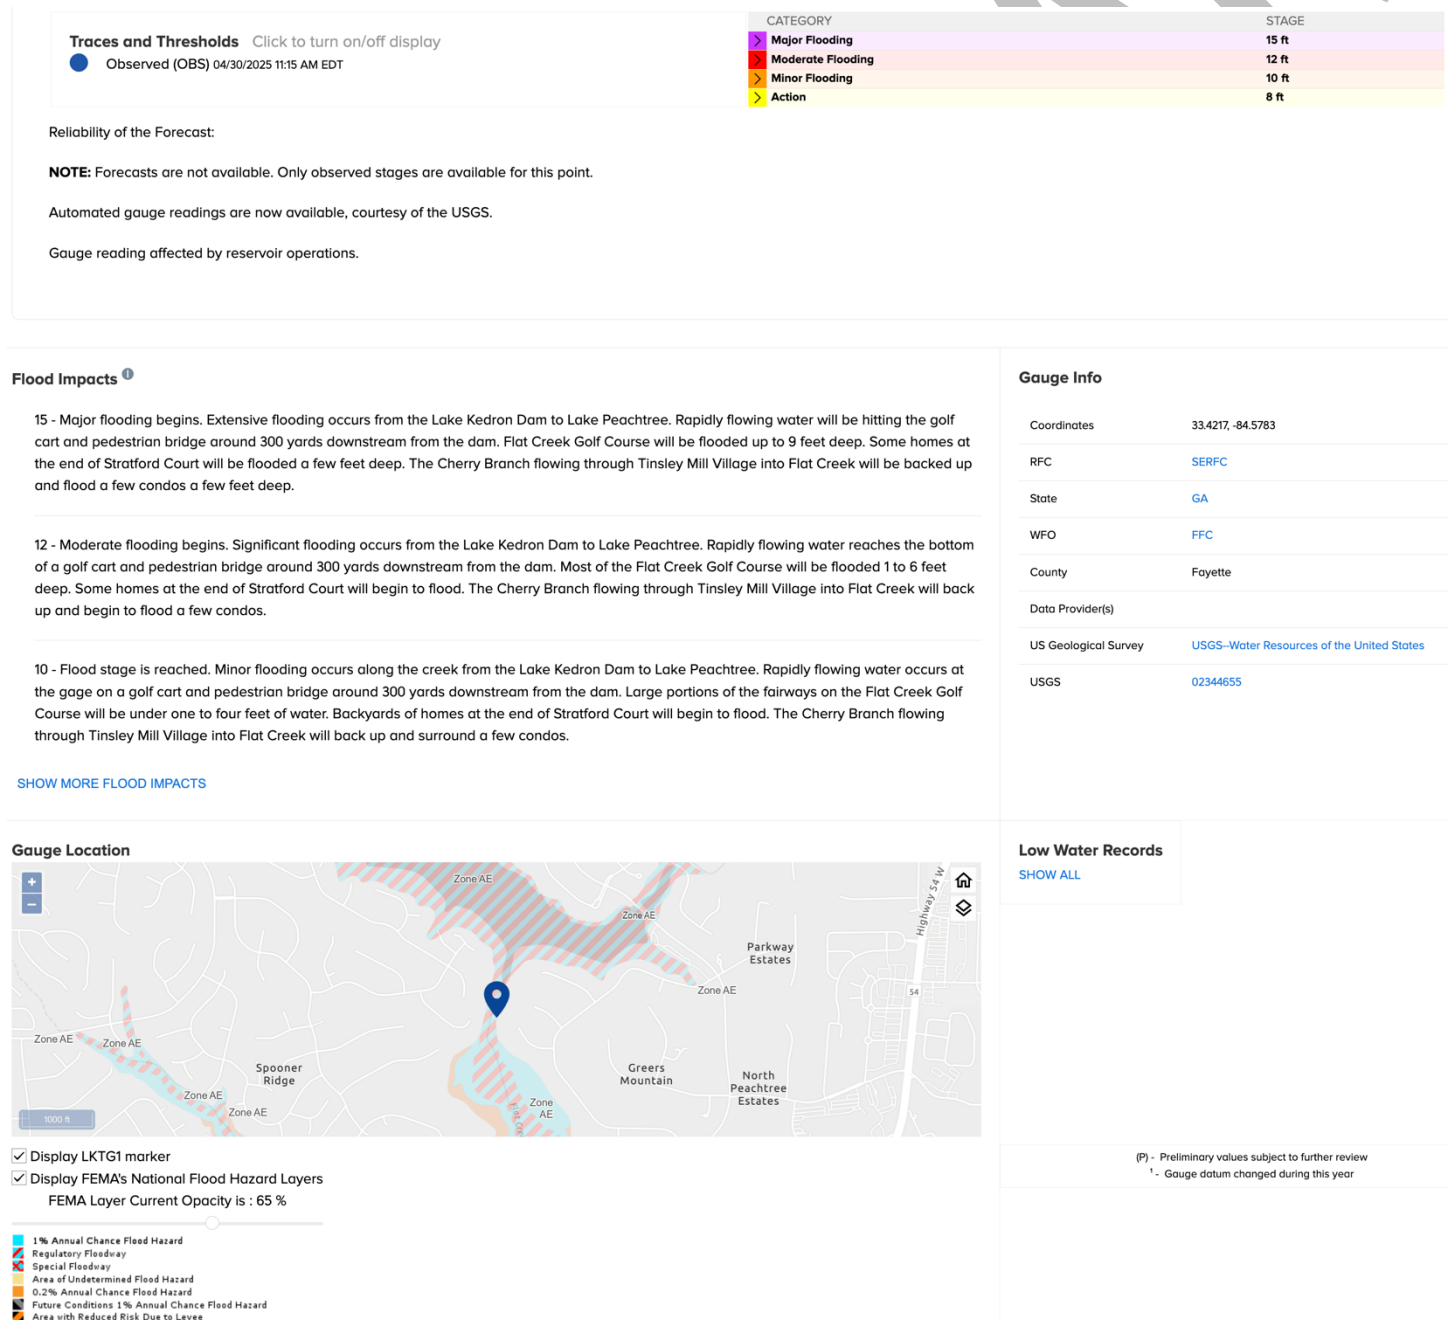 CATEGORY STAGE
Traces and Thresholds Click to turn on/off display
Observed (OBS) 04/30/2025 11:15 AM EDT
Major Flooding 15 ft
Moderate Flooding 12 ft
Minor Flooding 10 ft
Action 8 ft
Reliability of the Forecast:
NOTE: Forecasts are not available. Only observed stages are available for this point.
Automated gauge readings are now available, courtesy of the USGS.
Gauge reading affected by reservoir operations.
Flood Impacts
15 - Major flooding begins. Extensive flooding occurs from the Lake Kedron Dam to Lake Peachtree. Rapidly flowing water will be hitting the golf
cart and pedestrian bridge around 300 yards downstream from the dam. Flat Creek Golf Course will be flooded up to 9 feet deep. Some homes at
the end of Stratford Court will be flooded a few feet deep. The Cherry Branch flowing through Tinsley Mill Village into Flat Creek will be backed up
and flood a few condos a few feet deep.
12 - Moderate flooding begins. Significant flooding occurs from the Lake Kedron Dam to Lake Peachtree. Rapidly flowing water reaches the bottom
of a golf cart and pedestrian bridge around 300 yards downstream from the dam. Most of the Flat Creek Golf Course will be flooded 1 to 6 feet
deep. Some homes at the end of Stratford Court will begin to flood. The Cherry Branch flowing through Tinsley Mill Village into Flat Creek will back
up and begin to flood a few condos.
10 - Flood stage is reached. Minor flooding occurs along the creek from the Lake Kedron Dam to Lake Peachtree. Rapidly flowing water occurs at
the gage on a golf cart and pedestrian bridge around 300 yards downstream from the dam. Large portions of the fairways on the Flat Creek Golf
Course will be under one to four feet of water. Backyards of homes at the end of Stratford Court will begin to flood. The Cherry Branch flowing
through Tinsley Mill Village into Flat Creek will back up and surround a few condos.
SHOW MORE FLOOD IMPACTS
Gauge Info
Coordinates 33.4217, -84.5783
RFC SERFC
State GA
WFO FFC
County Fayette
Data Provider(s)
US Geological Survey USGS--Water Resources of the United States
USGS 02344655
Gauge Location
+
−
Zone AE
Zone AE
Highway 54 W
Parkway
Estates
Zone AE
54
Zone AE
Zone AE
Spooner
Ridge
Greers
Mountain
North
Peachtree
Estates
Zone AE
Zone AE
Zone
AE
1000 ft
Low Water Records
SHOW ALL
Display LKTG1 marker
Display FEMA's National Flood Hazard Layers
FEMA Layer Current Opacity is : 65 %
1% Annual Chance Flood Hazard
Regulatory Floodway
Special Floodway
Area of Undetermined Flood Hazard
0.2% Annual Chance Flood Hazard
Future Conditions 1% Annual Chance Flood Hazard
Area with Reduced Risk Due to Levee
(P) - Preliminary values subject to further review
¹ - Gauge datum changed during this year